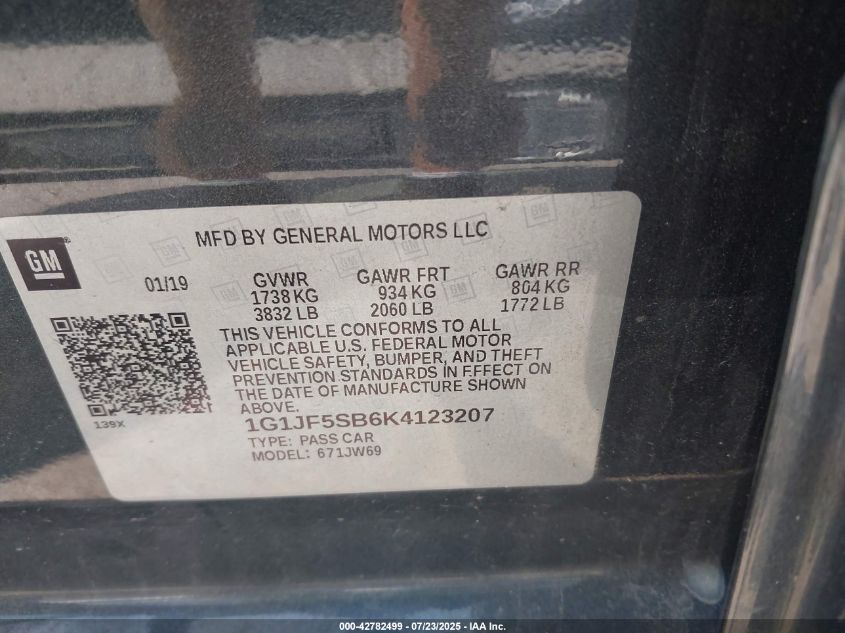 GM
MFD BY GENERAL MOTORS LLC
01/19
GVWR
1738 KG
3832 LB
GAWR FRT
934 KG
2060 LB
GAWR RR
804 KG
1772 LB
THIS VEHICLE CONFORMS TO ALL
APPLICABLE U.S. FEDERAL MOTOR
VEHICLE SAFETY, BUMPER, AND THEFT
PREVENTION STANDARDS IN EFFECT ON
THE DATE OF MANUFACTURE SHOWN
ABOVE.
139X
1G1JF5SB6K4123207
TYPE: PASS CAR
MODEL: 671JW69
000-42782499 - 07/23/2025 - IAA Inc.